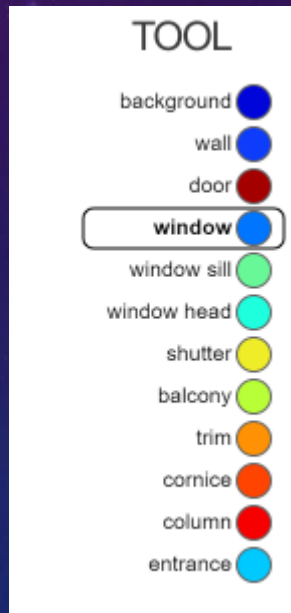 TOOL
background
wall
door
window
window sill
window head
shutter
balcony
trim
cornice
column
entrance